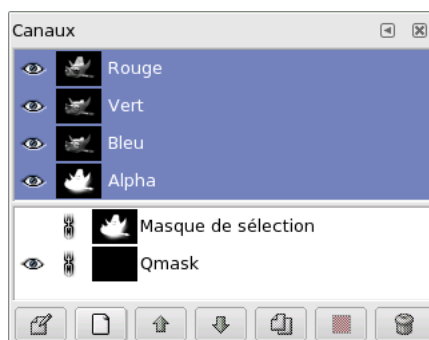 Canaux
Rouge
Vert
Bleu
Alpha
Masque de sélection
Qmask